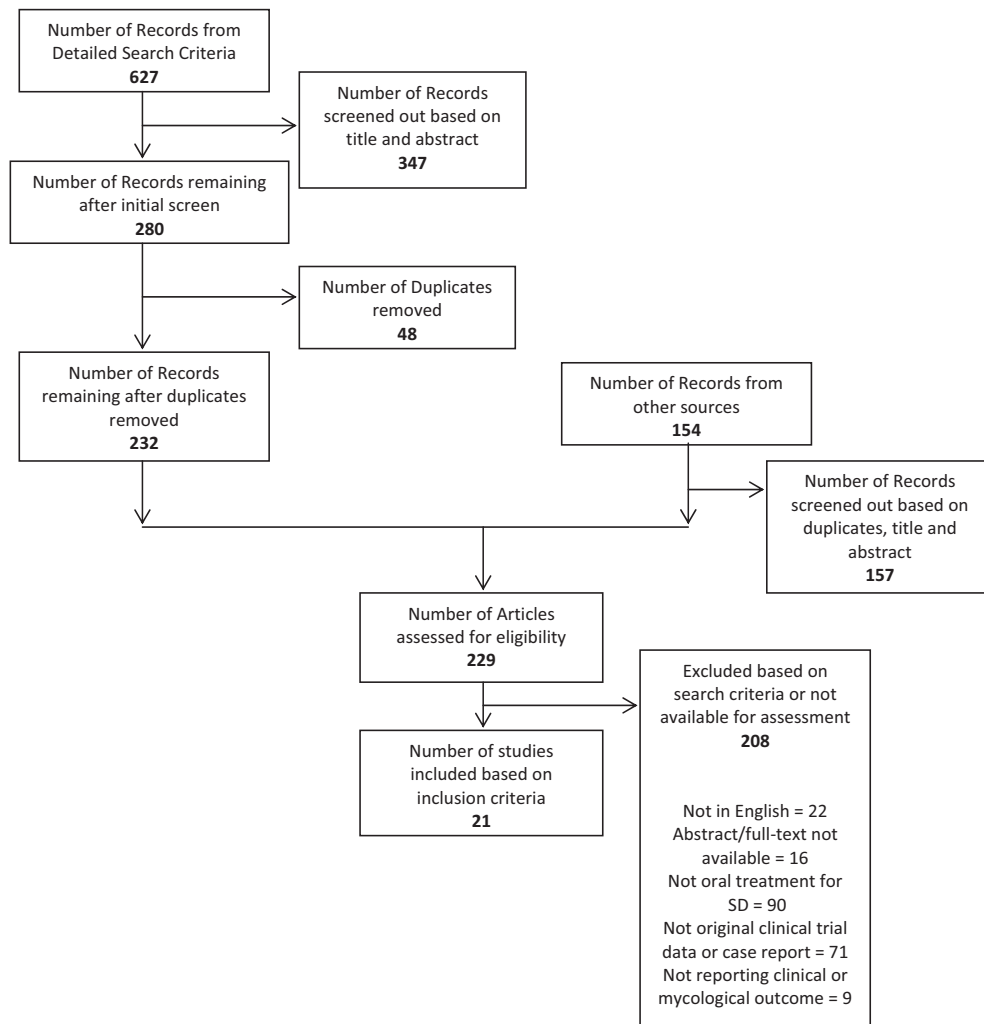 Number of Records from
Detailed Search Criteria
627
Number of Records
screened out based on
title and abstract
347
Number of Records remaining
after initial screen
280
Number of Duplicates
removed
48
Number of Records
remaining after duplicates
removed
232
Number of Records from
other sources
154
Number of Records
screened out based on
duplicates, title and
abstract
157
Number of Articles
assessed for eligibility
229
Excluded based on
search criteria or not
available for assessment
208
Not in English = 22
Abstract/full-text not
available = 16
Not oral treatment for
SD = 90
Not original clinical trial
data or case report = 71
Not reporting clinical or
mycological outcome = 9
Number of studies
included based on
inclusion criteria
21